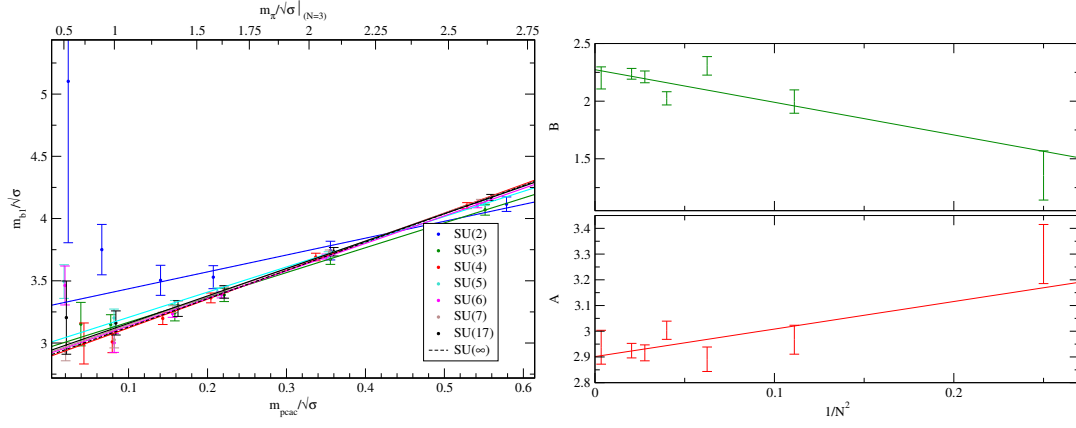 m_π/√σ|_(N=3)
0.5 1 1.5 2 2.5 2.75
5
4.5
4
3.5
3
m_b1/√σ
0.1 0.2 0.3 0.4 0.5 0.6
m_pcac/√σ
SU(2)
SU(3)
SU(4)
SU(5)
SU(6)
SU(7)
SU(17)
SU(∞)
2.5
2
1.5
1
B
3.4
3.3
3.2
3.1
3
2.9
2.8
A
0 0.1 0.2
1/N²